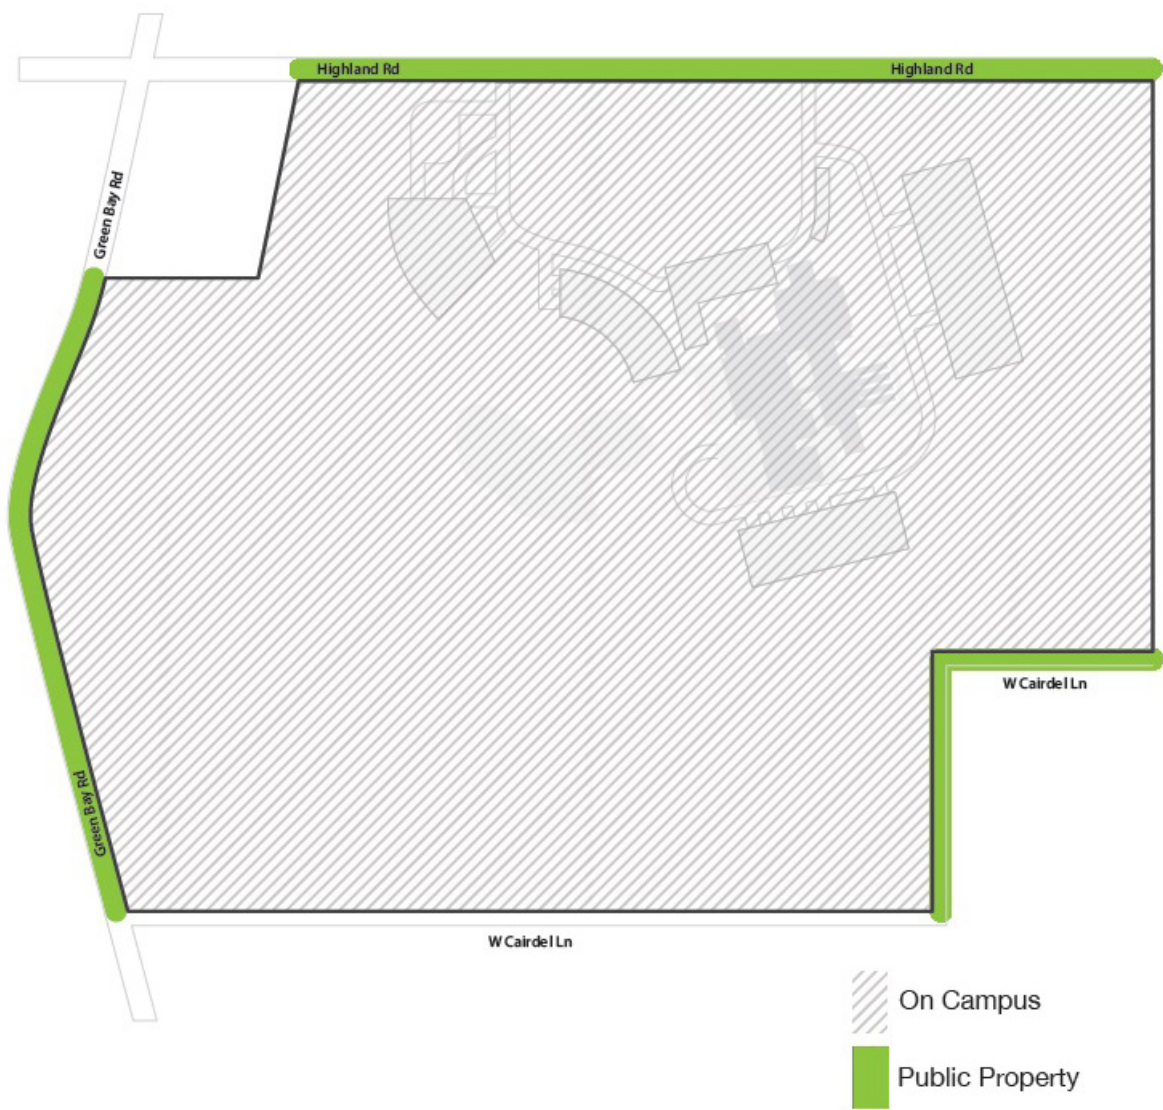 Highland Rd
Highland Rd
Green Bay Rd
W Cairdel Ln
Green Bay Rd
W Cairdel Ln
On Campus
Public Property